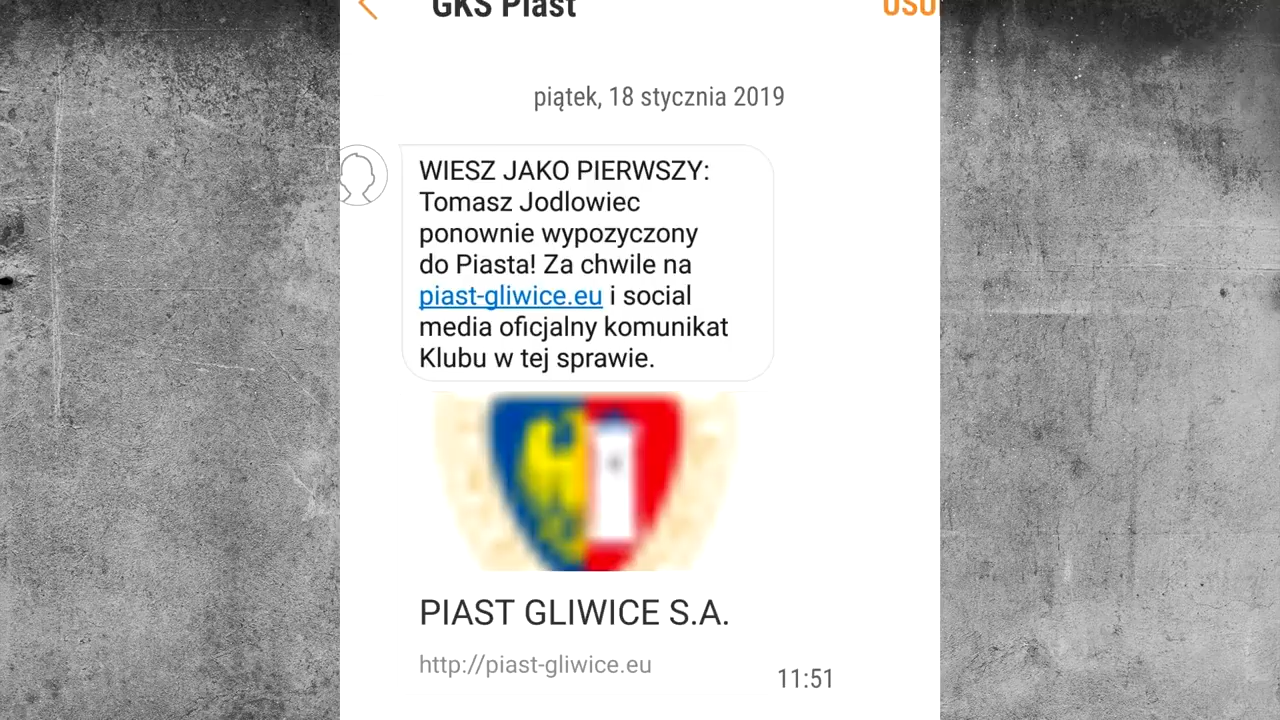 GKS Piast
USU
piątek, 18 stycznia 2019
WIESZ JAKO PIERWSZY:
Tomasz Jodlowiec
ponownie wypozyczony
do Piasta! Za chwile na
piast-gliwice.eu i social
media oficjalny komunikat
Klubu w tej sprawie.
PIAST GLIWICE S.A.
http://piast-gliwice.eu
11:51